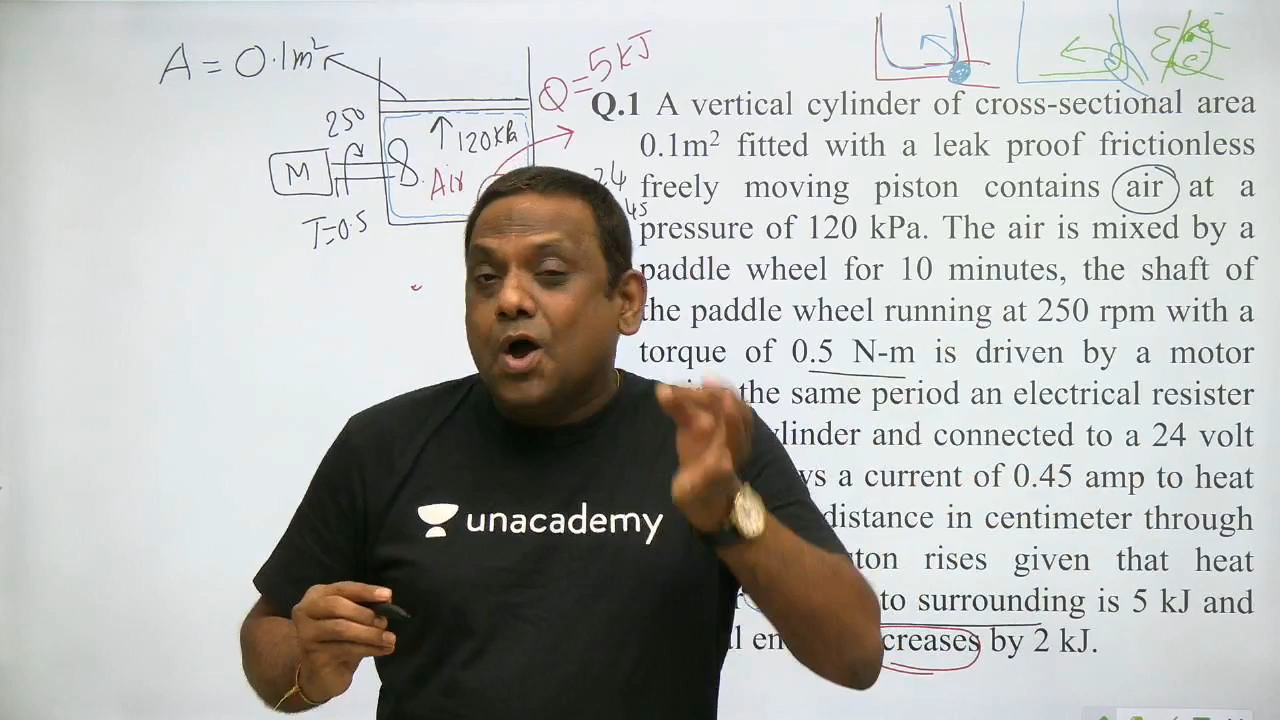 A = 0.1m²
Q = 5 kJ
250
120 kPa
M
Air
T=0.5
24
.45
Q.1 A vertical cylinder of cross-sectional area
0.1m² fitted with a leak proof frictionless
freely moving piston contains air at a
pressure of 120 kPa. The air is mixed by a
paddle wheel for 10 minutes, the shaft of
the paddle wheel running at 250 rpm with a
torque of 0.5 N-m is driven by a motor
the same period an electrical resister
cylinder and connected to a 24 volt
a current of 0.45 amp to heat
distance in centimeter through
rises given that heat
to surrounding is 5 kJ and
by 2 kJ.
unacademy